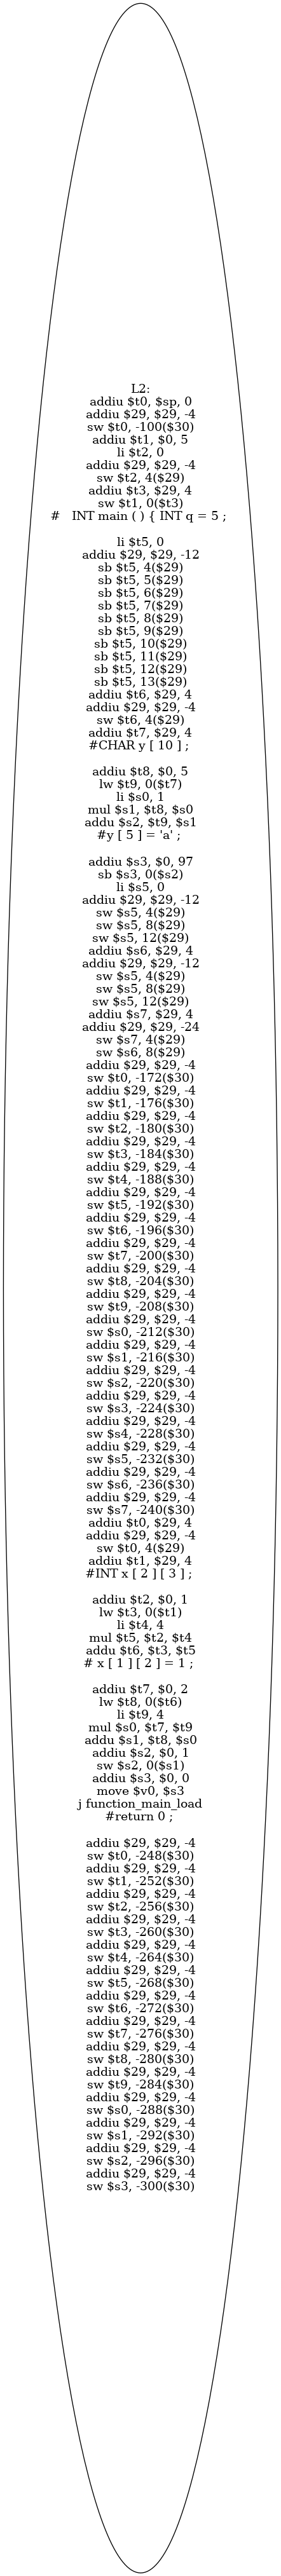 L2:
addiu $t0, $sp, 0
addiu $29, $29, -4
sw $t0, -100($30)
addiu $t1, $0, 5
li $t2, 0
addiu $29, $29, -4
sw $t2, 4($29)
addiu $t3, $29, 4
sw $t1, 0($t3)
# INT main ( ) { INT q = 5 ;
li $t5, 0
addiu $29, $29, -12
sb $t5, 4($29)
sb $t5, 5($29)
sb $t5, 6($29)
sb $t5, 7($29)
sb $t5, 8($29)
sb $t5, 9($29)
sb $t5, 10($29)
sb $t5, 11($29)
sb $t5, 12($29)
sb $t5, 13($29)
addiu $t6, $29, 4
addiu $29, $29, -4
sw $t6, 4($29)
addiu $t7, $29, 4
#CHAR y [ 10 ] ;
addiu $t8, $0, 5
lw $t9, 0($t7)
li $s0, 1
mul $s1, $t8, $s0
addu $s2, $t9, $s1
#y [ 5 ] = 'a' ;
addiu $s3, $0, 97
sb $s3, 0($s2)
li $s5, 0
addiu $29, $29, -12
sw $s5, 4($29)
sw $s5, 8($29)
sw $s5, 12($29)
addiu $s6, $29, 4
addiu $29, $29, -12
sw $s5, 4($29)
sw $s5, 8($29)
sw $s5, 12($29)
addiu $s7, $29, 4
addiu $29, $29, -24
sw $s7, 4($29)
sw $s6, 8($29)
addiu $29, $29, -4
sw $t0, -172($30)
addiu $29, $29, -4
sw $t1, -176($30)
addiu $29, $29, -4
sw $t2, -180($30)
addiu $29, $29, -4
sw $t3, -184($30)
addiu $29, $29, -4
sw $t4, -188($30)
addiu $29, $29, -4
sw $t5, -192($30)
addiu $29, $29, -4
sw $t6, -196($30)
addiu $29, $29, -4
sw $t7, -200($30)
addiu $29, $29, -4
sw $t8, -204($30)
addiu $29, $29, -4
sw $t9, -208($30)
addiu $29, $29, -4
sw $s0, -212($30)
addiu $29, $29, -4
sw $s1, -216($30)
addiu $29, $29, -4
sw $s2, -220($30)
addiu $29, $29, -4
sw $s3, -224($30)
addiu $29, $29, -4
sw $s4, -228($30)
addiu $29, $29, -4
sw $s5, -232($30)
addiu $29, $29, -4
sw $s6, -236($30)
addiu $29, $29, -4
sw $s7, -240($30)
addiu $t0, $29, 4
addiu $29, $29, -4
sw $t0, 4($29)
addiu $t1, $29, 4
#INT x [ 2 ] [ 3 ] ;
addiu $t2, $0, 1
lw $t3, 0($t1)
li $t4, 4
mul $t5, $t2, $t4
addu $t6, $t3, $t5
# x [ 1 ] [ 2 ] = 1 ;
addiu $t7, $0, 2
lw $t8, 0($t6)
li $t9, 4
mul $s0, $t7, $t9
addu $s1, $t8, $s0
addiu $s2, $0, 1
sw $s2, 0($s1)
addiu $s3, $0, 0
move $v0, $s3
j function_main_load
#return 0 ;
addiu $29, $29, -4
sw $t0, -248($30)
addiu $29, $29, -4
sw $t1, -252($30)
addiu $29, $29, -4
sw $t2, -256($30)
addiu $29, $29, -4
sw $t3, -260($30)
addiu $29, $29, -4
sw $t4, -264($30)
addiu $29, $29, -4
sw $t5, -268($30)
addiu $29, $29, -4
sw $t6, -272($30)
addiu $29, $29, -4
sw $t7, -276($30)
addiu $29, $29, -4
sw $t8, -280($30)
addiu $29, $29, -4
sw $t9, -284($30)
addiu $29, $29, -4
sw $s0, -288($30)
addiu $29, $29, -4
sw $s1, -292($30)
addiu $29, $29, -4
sw $s2, -296($30)
addiu $29, $29, -4
sw $s3, -300($30)